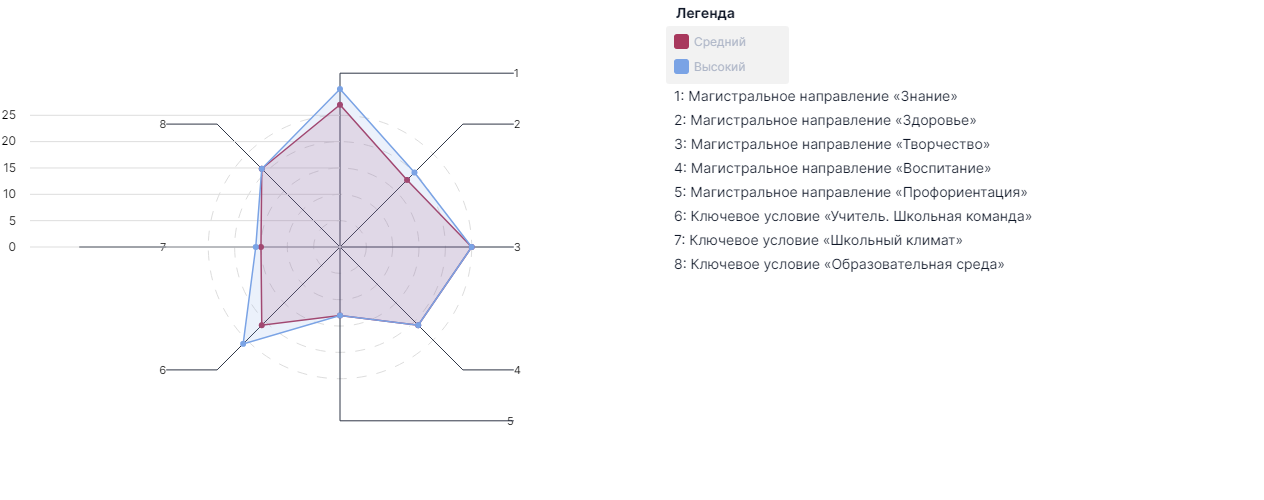 Легенда
Средний
Высокий
1: Магистральное направление «Знание»
2: Магистральное направление «Здоровье»
3: Магистральное направление «Творчество»
4: Магистральное направление «Воспитание»
5: Магистральное направление «Профориентация»
6: Ключевое условие «Учитель. Школьная команда»
7: Ключевое условие «Школьный климат»
8: Ключевое условие «Образовательная среда»
1
25
8
2
20
15
10
5
0
7
3
6
4
5